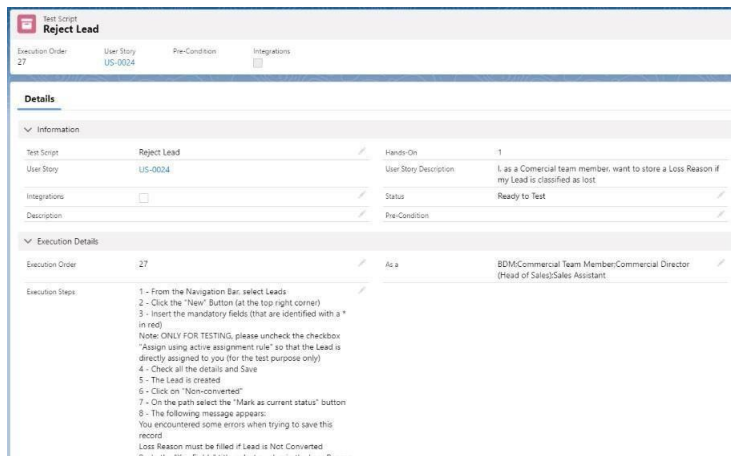 Test Script
Reject Lead
Execution Order User Story Pre-Condition Integrations
27 US-0024
Details
Information
Test Script Reject Lead Hands-On 1
User Story US-0024 User Story Description I, as a Comercial team member, want to store a Loss Reason if
my Lead is classified as lost
Integrations Status Ready to Test
Description Pre-Condition
Execution Details
Execution Order 27 As a BDM;Commercial Team Member;Commercial Director
(Head of Sales);Sales Assistant
Execution Steps 1 - From the Navigation Bar, select Leads
2 - Click the "New" Button (at the top right corner)
3 - Insert the mandatory fields (that are identified with a *
in red)
Note: ONLY FOR TESTING, please uncheck the checkbox
"Assign using active assignment rule" so that the Lead is
directly assigned to you (for the test purpose only)
4 - Check all the details and Save
5 - The Lead is created
6 - Click on "Non-converted"
7 - On the path select the "Mark as current status" button
8 - The following message appears:
You encountered some errors when trying to save this
record
Loss Reason must be filled if Lead is Not Converted